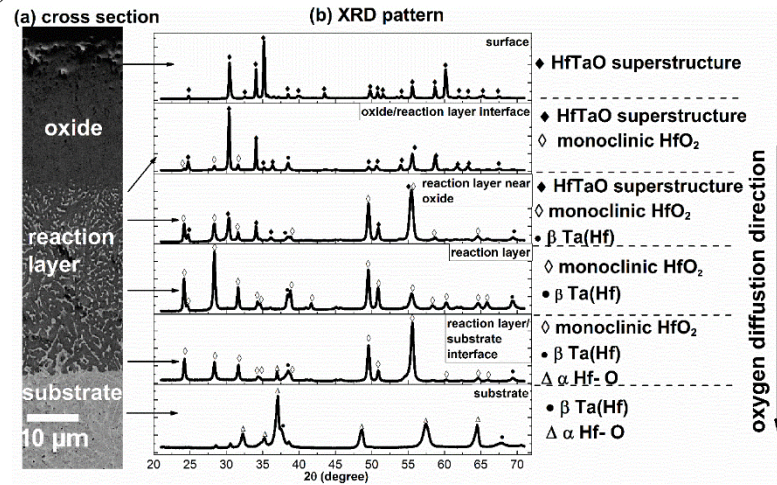 (a) cross section
(b) XRD pattern
oxide
reaction
layer
substrate
10 µm
surface
oxide/reaction layer interface
reaction layer near
oxide
reaction layer
reaction layer/
substrate
interface
substrate
21 25 30 35 40 45 50 55 60 65 70
2θ (degree)
♦ HfTaO superstructure
♦ HfTaO superstructure
◊ monoclinic HfO₂
♦ HfTaO superstructure
◊ monoclinic HfO₂
• β Ta(Hf)
◊ monoclinic HfO₂
• β Ta(Hf)
◊ monoclinic HfO₂
• β Ta(Hf)
Δ α Hf- O
• β Ta(Hf)
Δ α Hf- O
oxygen diffustion direction